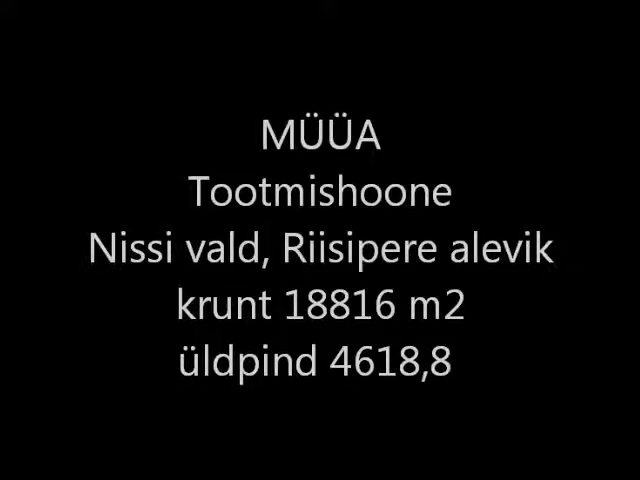 MÜÜA
Tootmishoone
Nissi vald, Riisipere alevik
krunt 18816 m2
üldpind 4618,8